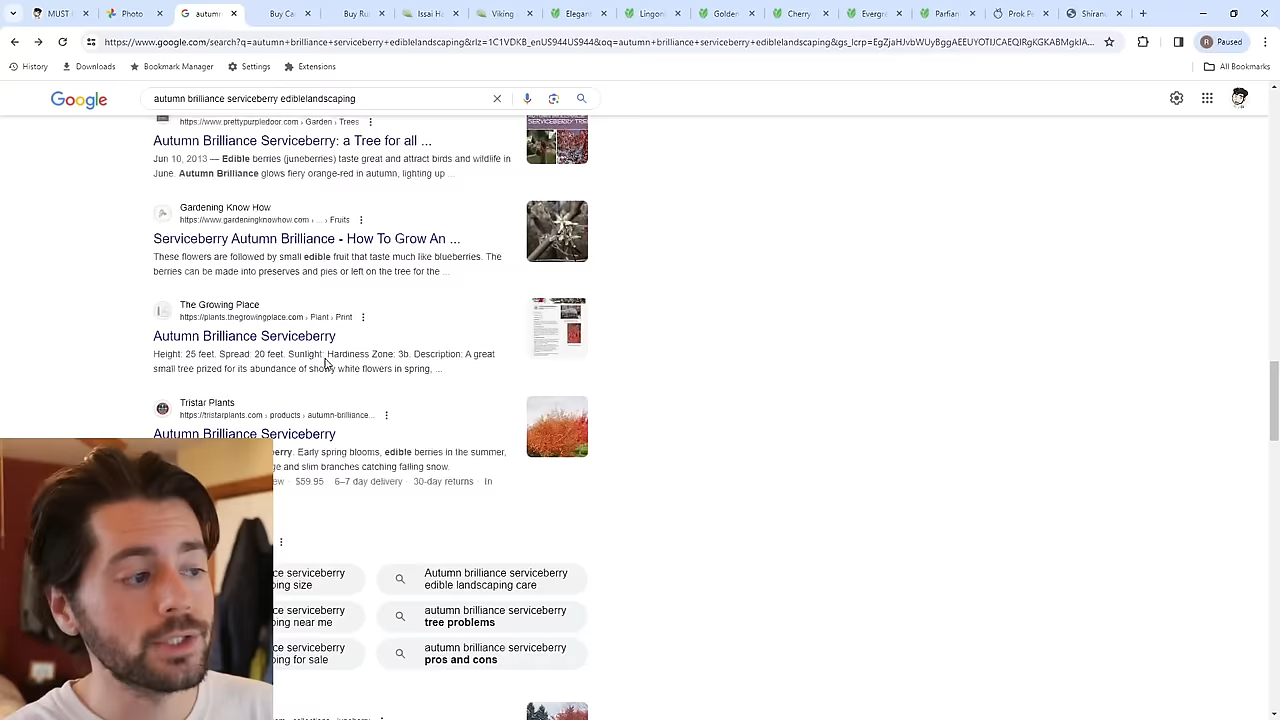 MUST
Photo
autumn
Buy Ca
Buy Ru
Issai
Viking
Elegant
Lingon
Golden
Cherry
Everbe
Parfian
Prok E
Shiran
https://www.google.com/search?q=autumn+brilliance+serviceberry+ediblelandscaping&rlz=1C1VDKB_enUS944US944&oq=autumn+brilliance+serviceberry+ediblelandscaping
Paused
History
Downloads
Bookmark Manager
Settings
Extensions
All Bookmarks
Google
autumn brilliance serviceberry ediblelandscaping
https://www.prettypurpledoor.com › Garden › Trees
Autumn Brilliance Serviceberry: a Tree for all ...
Jun 10, 2013 — Edible berries (juneberries) taste great and attract birds and wildlife in
June. Autumn Brilliance glows fiery orange-red in autumn, lighting up ...
SERVICEBERRY TREE
Gardening Know How
https://www.gardeningknowhow.com › ... › Fruits
Serviceberry Autumn Brilliance - How To Grow An ...
These flowers are followed by small edible fruit that taste much like blueberries. The
berries can be made into preserves and pies or left on the tree for the ...
The Growing Place
https://plants.thegrowingplace.com › Plant › Print
Autumn Brilliance Serviceberry
Height: 25 feet. Spread: 20 feet. Sunlight. Hardiness Zone: 3b. Description: A great
small tree prized for its abundance of showy white flowers in spring, ...
Tristar Plants
https://tristarplants.com › products › autumn-brilliance...
Autumn Brilliance Serviceberry
erry. Early spring blooms, edible berries in the summer,
ge and slim branches catching falling snow.
ew · $59.95 · 6–7 day delivery · 30-day returns · In
ce serviceberry
ing size
Autumn brilliance serviceberry
edible landscaping care
ce serviceberry
ing near me
autumn brilliance serviceberry
tree problems
ce serviceberry
ing for sale
autumn brilliance serviceberry
pros and cons